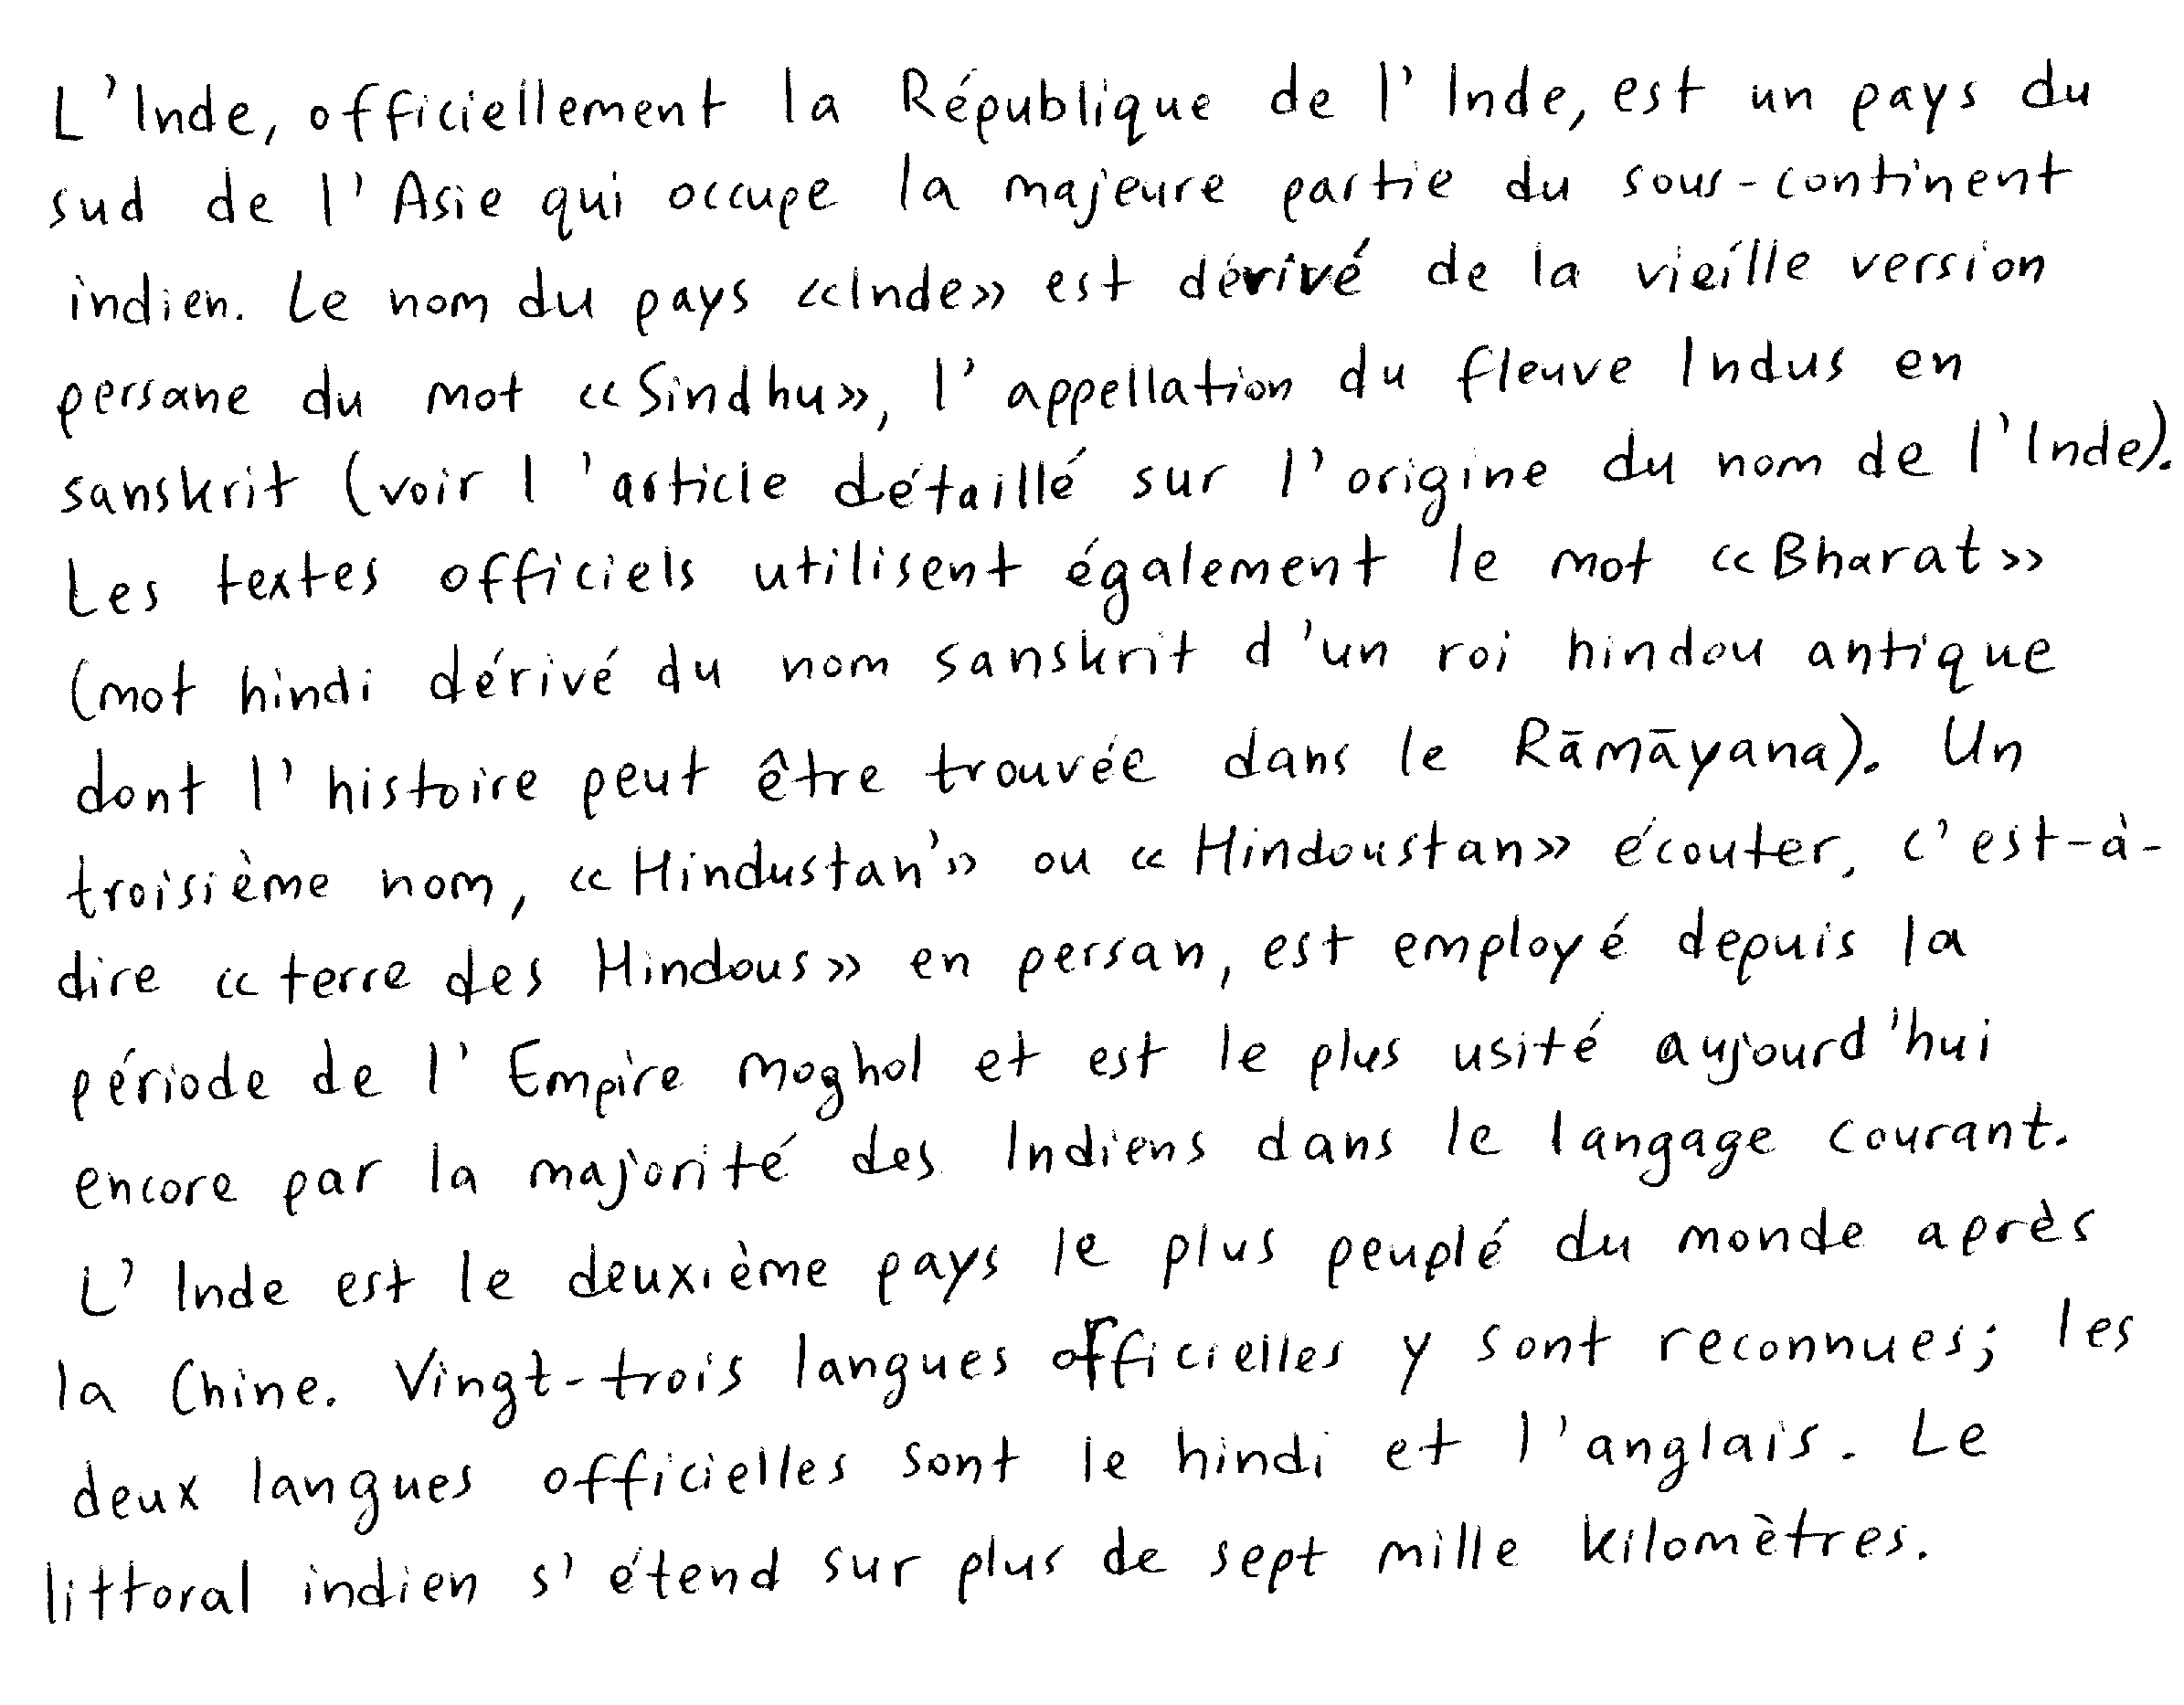 L'Inde, officiellement la République de l'Inde, est un pays du
sud de l'Asie qui occupe la majeure partie du sous-continent
indien. Le nom du pays «Inde» est dérivé de la vieille version
persane du mot «Sindhu», l'appellation du fleuve Indus en
sanskrit (voir l'article détaillé sur l'origine du nom de l'Inde).
Les textes officiels utilisent également le mot «Bharat»
(mot hindi dérivé du nom sanskrit d'un roi hindou antique
dont l'histoire peut être trouvée dans le Rāmāyana). Un
troisième nom, «Hindustan'» ou «Hindoustan» écouter, c'est-à-
dire «terre des Hindous» en persan, est employé depuis la
période de l'Empire moghol et est le plus usité aujourd'hui
encore par la majorité des Indiens dans le langage courant.
L'Inde est le deuxième pays le plus peuplé du monde après
la Chine. Vingt-trois langues officielles y sont reconnues; les
deux langues officielles sont le hindi et l'anglais. Le
littoral indien s'étend sur plus de sept mille kilomètres.